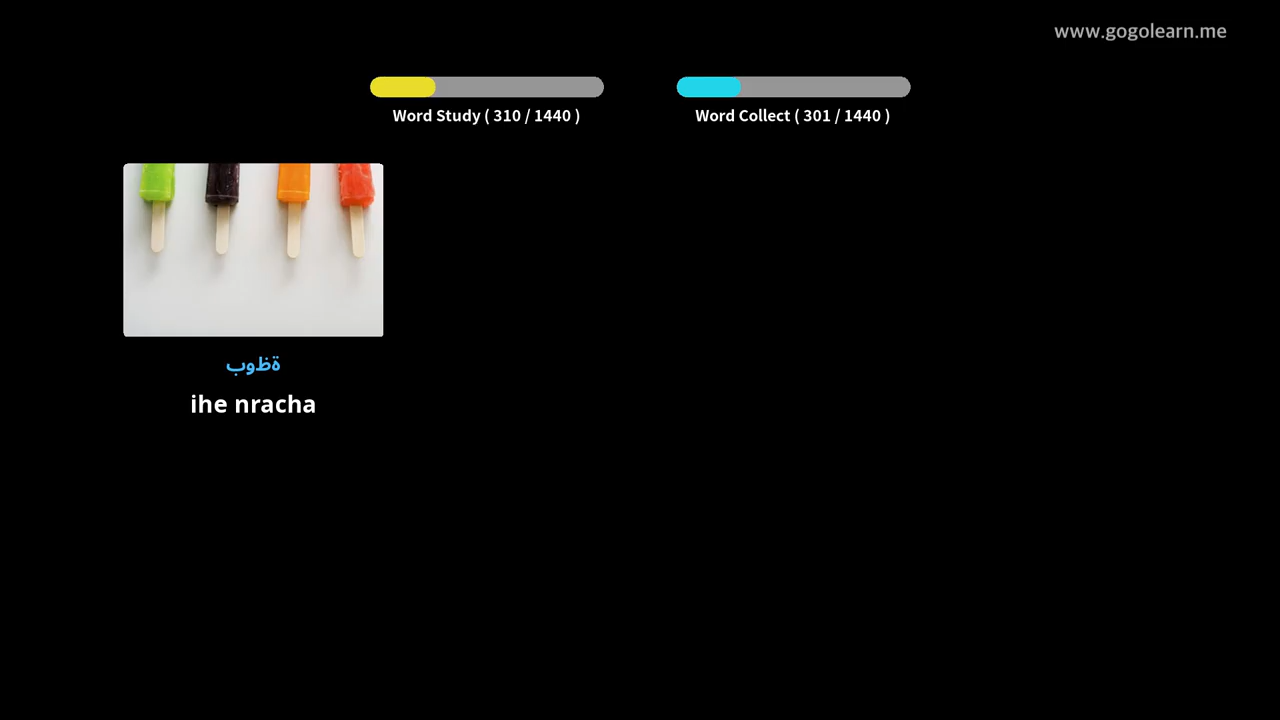 www.gogolearn.me
Word Study ( 310 / 1440 )
Word Collect ( 301 / 1440 )
ةظوب
ihe nracha